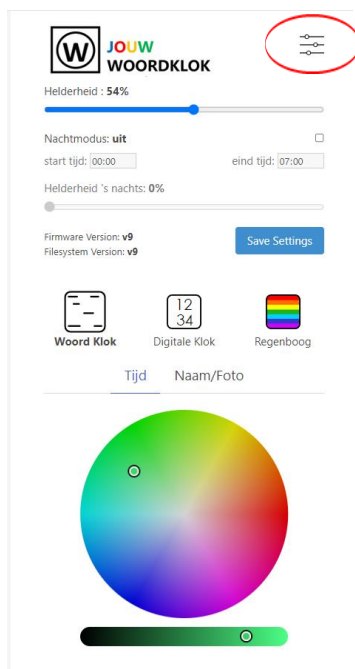 W JOUW
WOORDKLOK
Helderheid : 54%
Nachtmodus: uit
start tijd: 00:00 eind tijd: 07:00
Helderheid 's nachts: 0%
Firmware Version: v9
Filesystem Version: v9
Save Settings
12
34
Woord Klok Digitale Klok Regenboog
Tijd Naam/Foto